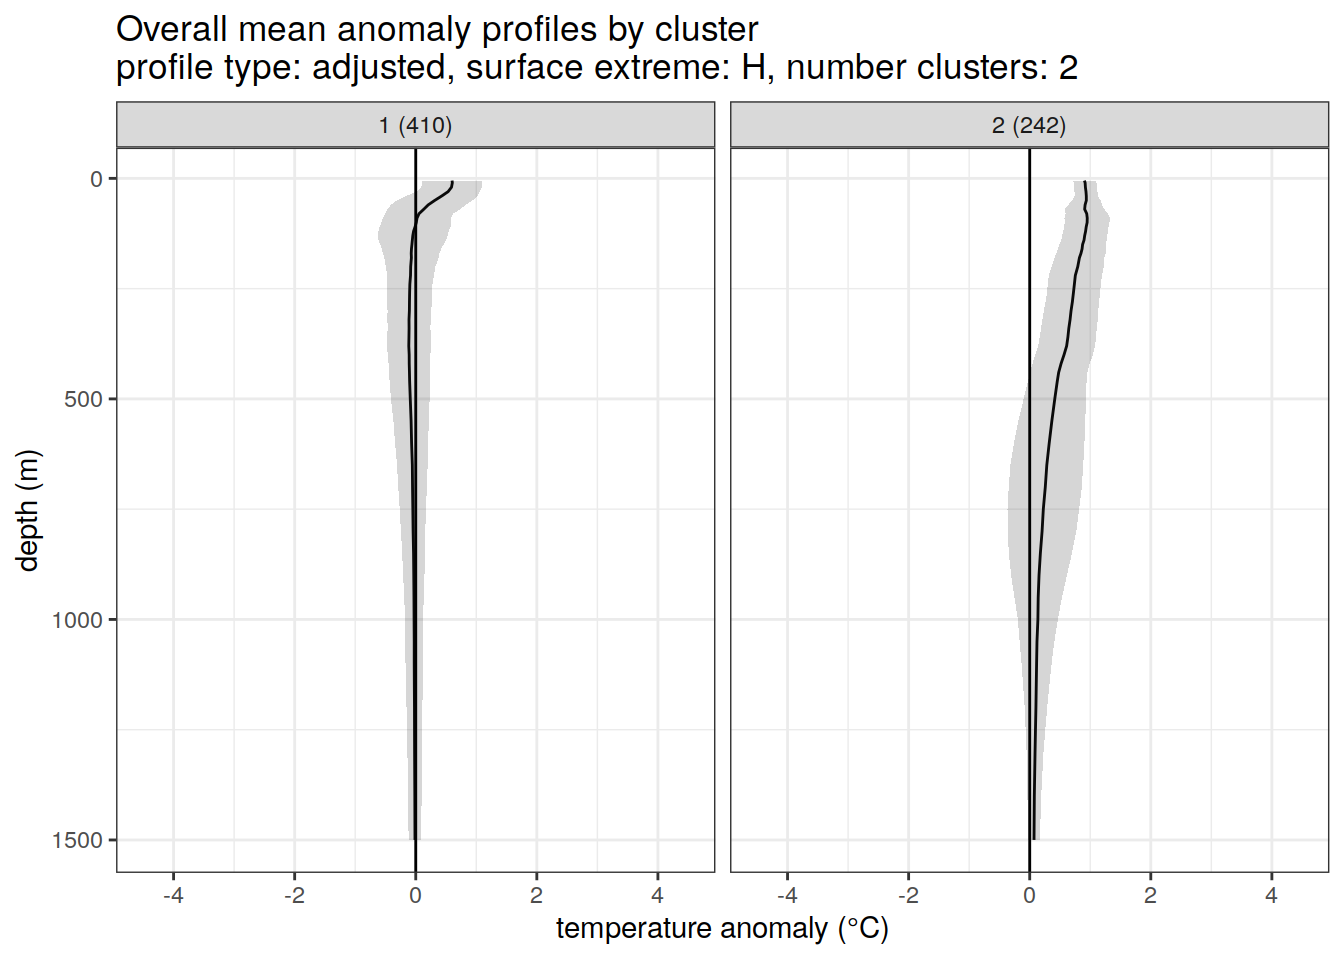 Overall mean anomaly profiles by cluster
profile type: adjusted, surface extreme: H, number clusters: 2
1 (410)
2 (242)
0
500
1000
1500
depth (m)
-4 -2 0 2 4
-4 -2 0 2 4
temperature anomaly (°C)